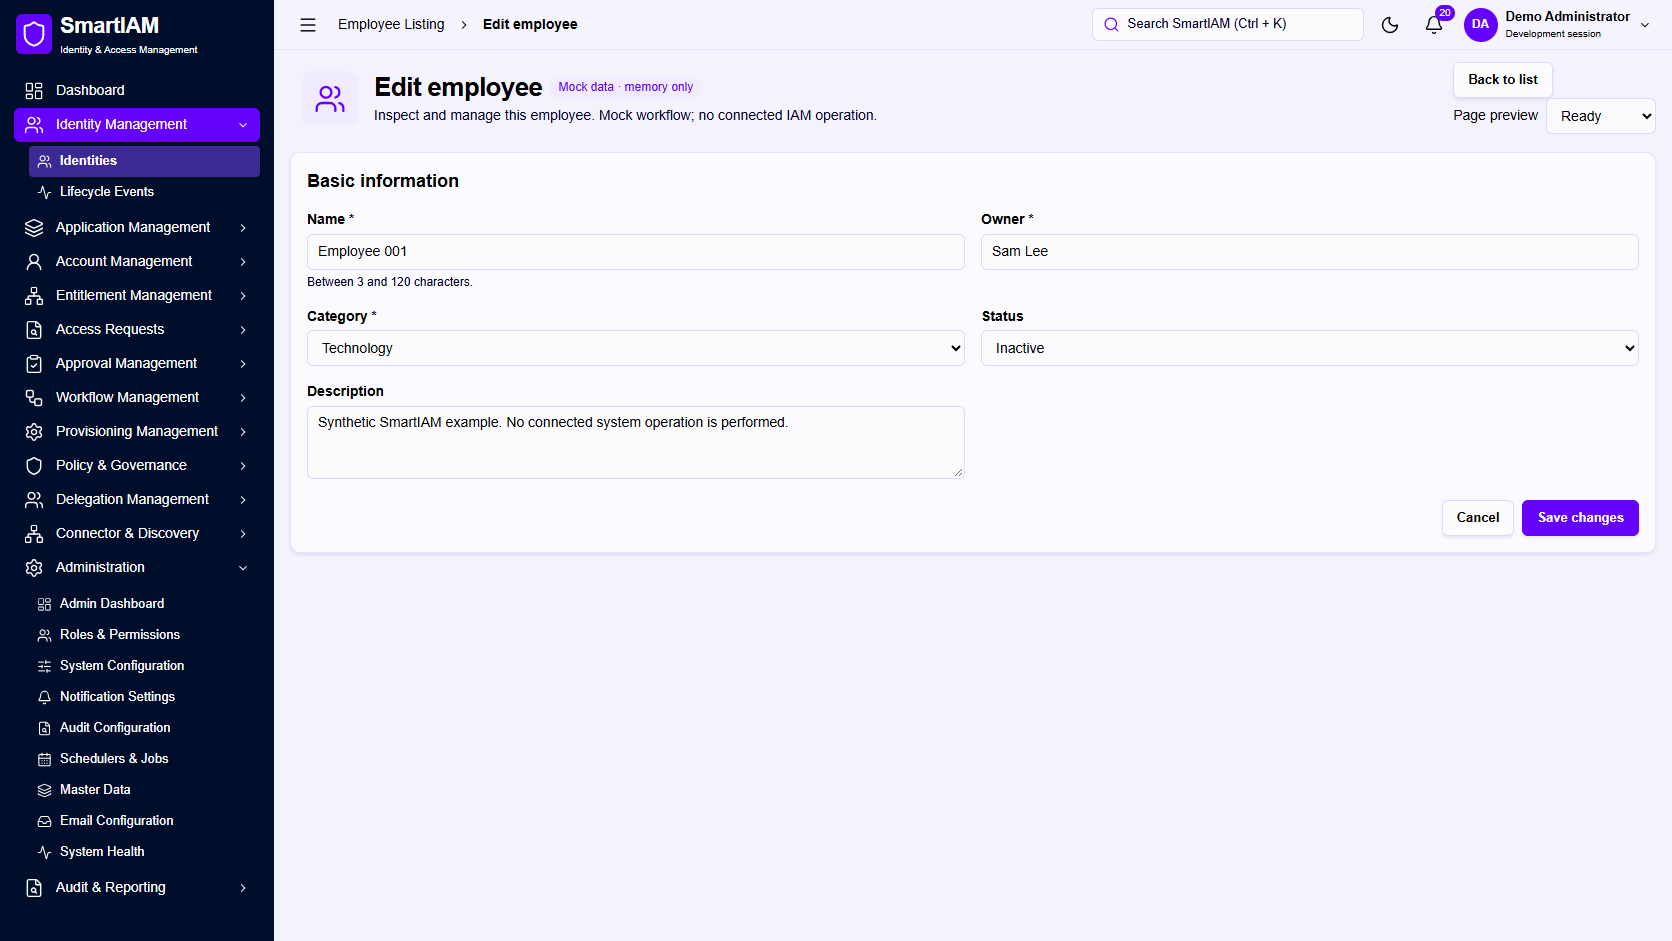 SmartIAM
Identity & Access Management
Dashboard
Identity Management
Identities
Lifecycle Events
Application Management
Account Management
Entitlement Management
Access Requests
Approval Management
Workflow Management
Provisioning Management
Policy & Governance
Delegation Management
Connector & Discovery
Administration
Admin Dashboard
Roles & Permissions
System Configuration
Notification Settings
Audit Configuration
Schedulers & Jobs
Master Data
Email Configuration
System Health
Audit & Reporting
Employee Listing
Edit employee
Search SmartIAM (Ctrl + K)
20
DA
Demo Administrator
Development session
Edit employee
Mock data · memory only
Inspect and manage this employee. Mock workflow; no connected IAM operation.
Back to list
Page preview
Ready
Basic information
Name *
Employee 001
Between 3 and 120 characters.
Owner *
Sam Lee
Category *
Technology
Status
Inactive
Description
Synthetic SmartIAM example. No connected system operation is performed.
Cancel
Save changes